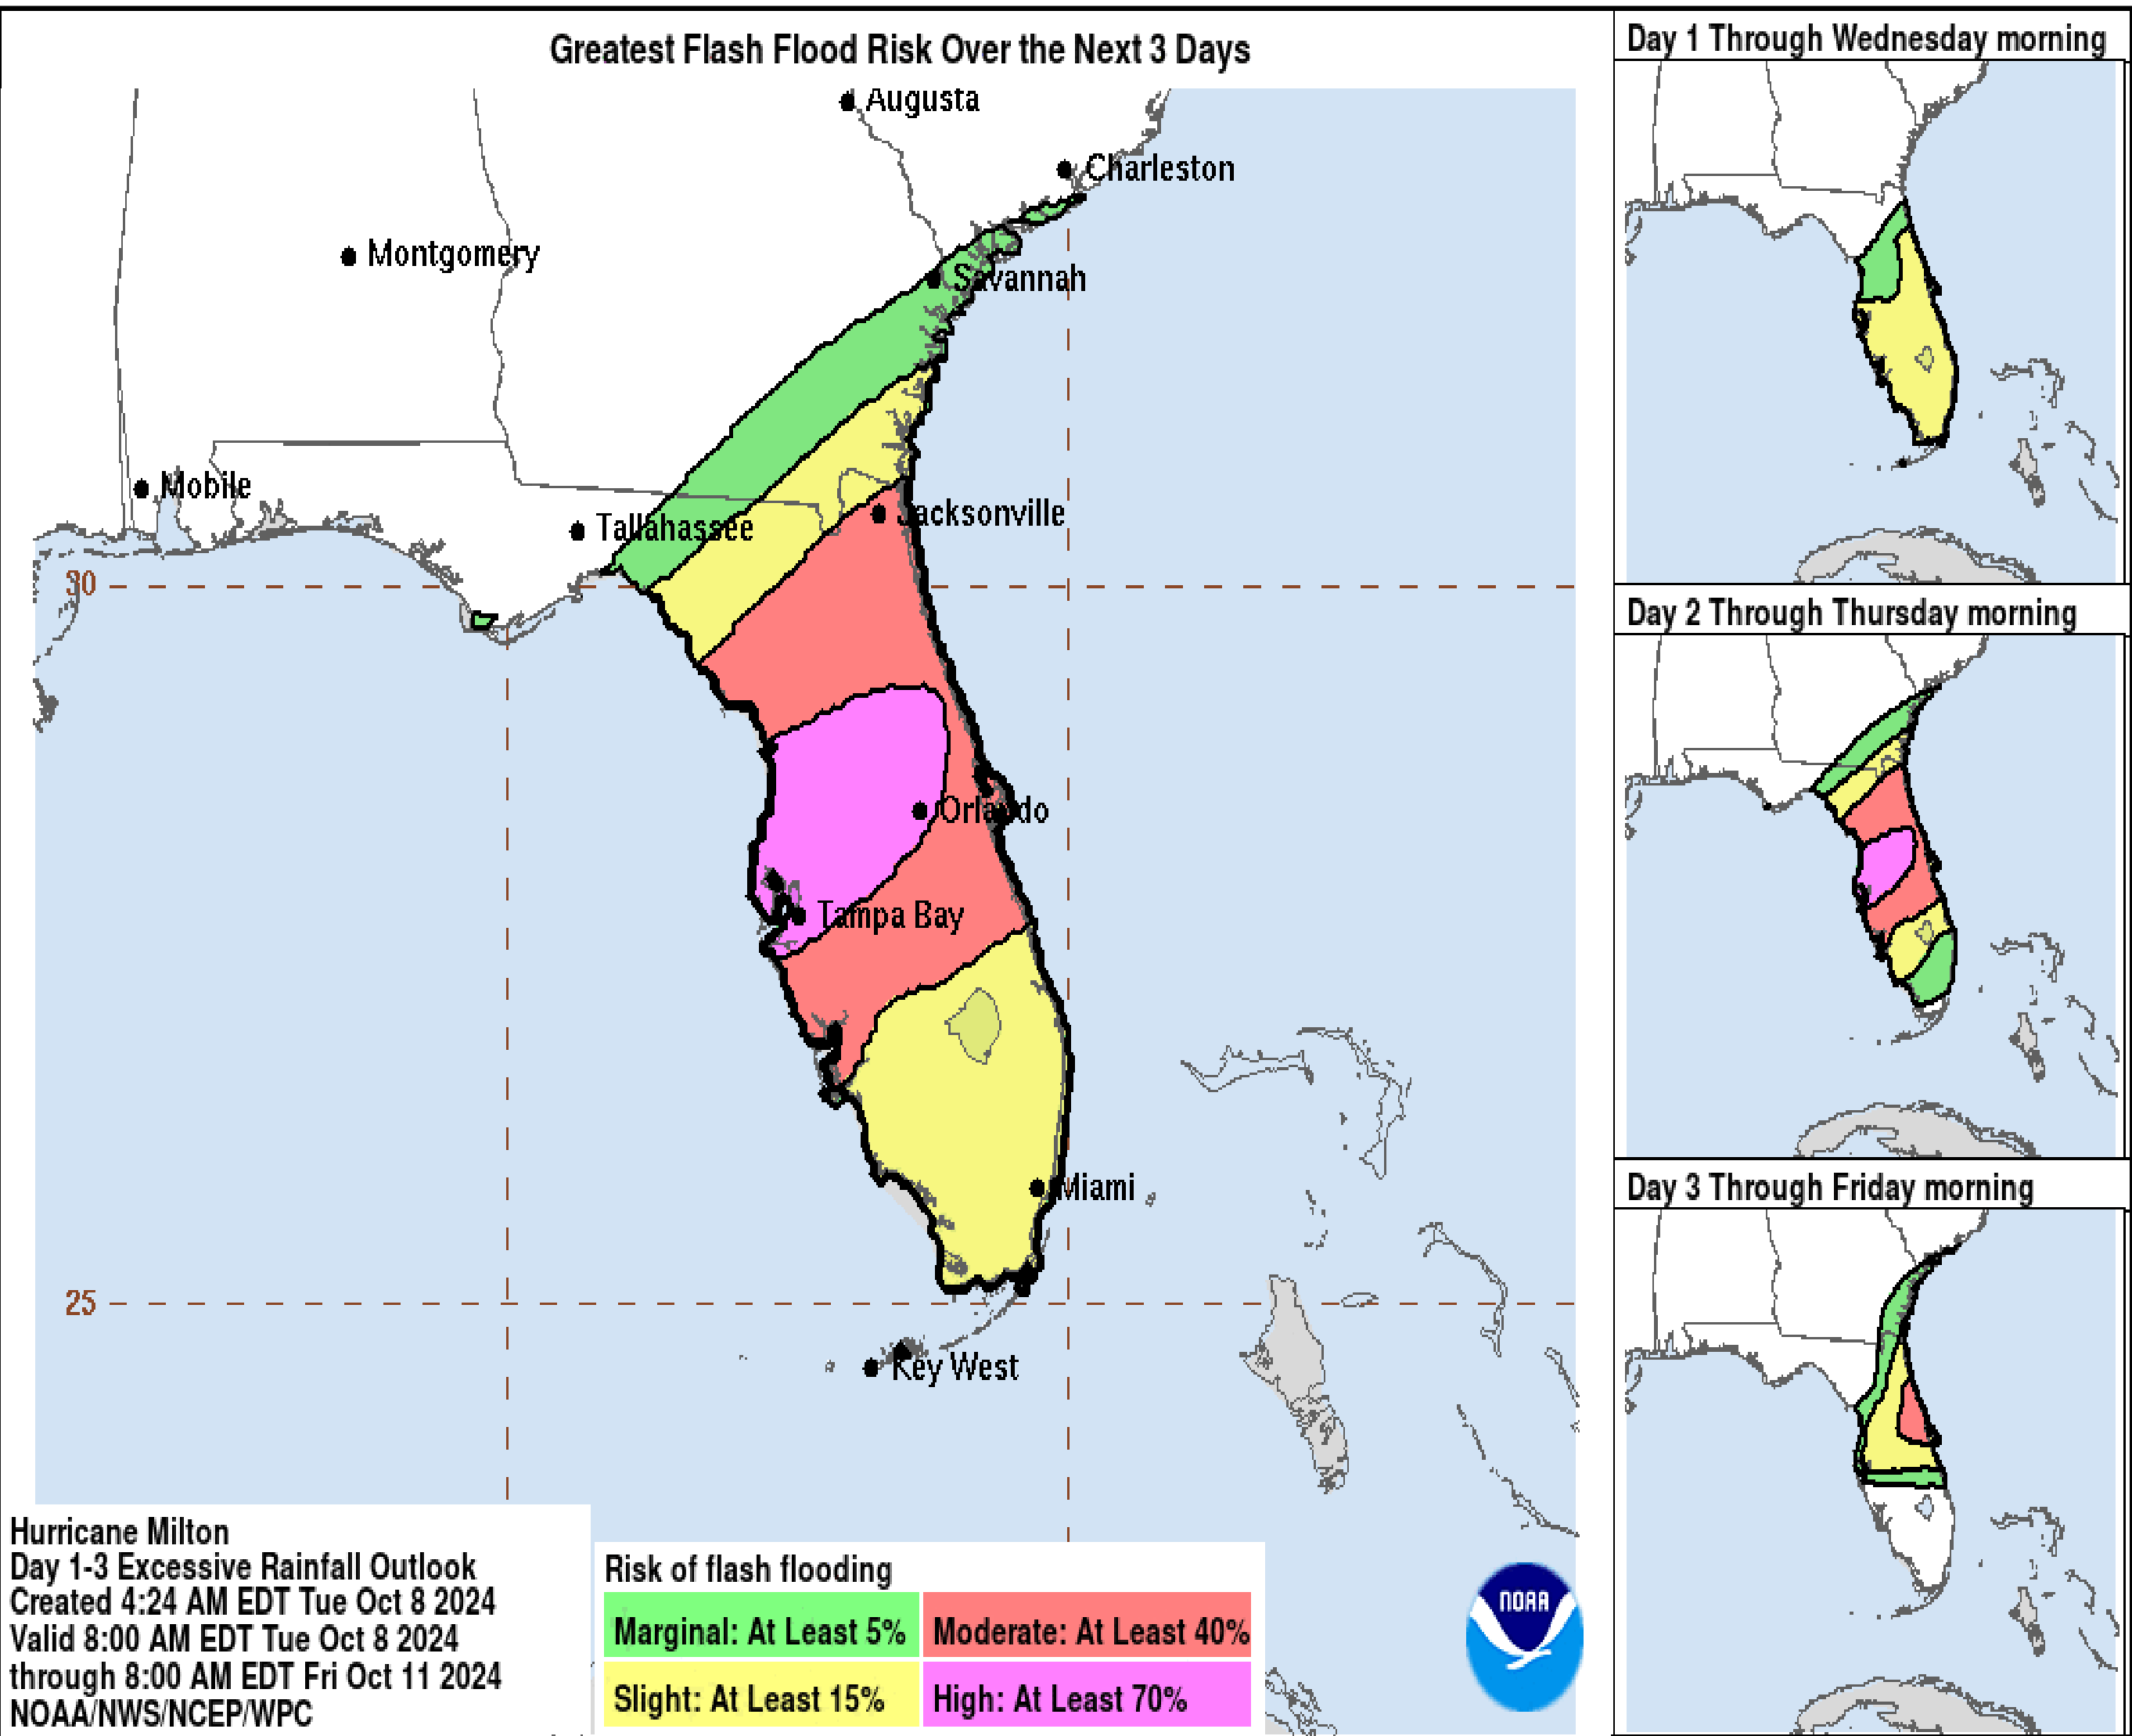 Greatest Flash Flood Risk Over the Next 3 Days
Augusta
Charleston
Montgomery
Savannah
Mobile
Tallahassee
Jacksonville
30
Orlando
Tampa Bay
Miami
25
Key West
Hurricane Milton
Day 1-3 Excessive Rainfall Outlook
Created 4:24 AM EDT Tue Oct 8 2024
Valid 8:00 AM EDT Tue Oct 8 2024
through 8:00 AM EDT Fri Oct 11 2024
NOAA/NWS/NCEP/WPC
Risk of flash flooding
Marginal: At Least 5%
Moderate: At Least 40%
Slight: At Least 15%
High: At Least 70%
NOAA
Day 1 Through Wednesday morning
Day 2 Through Thursday morning
Day 3 Through Friday morning